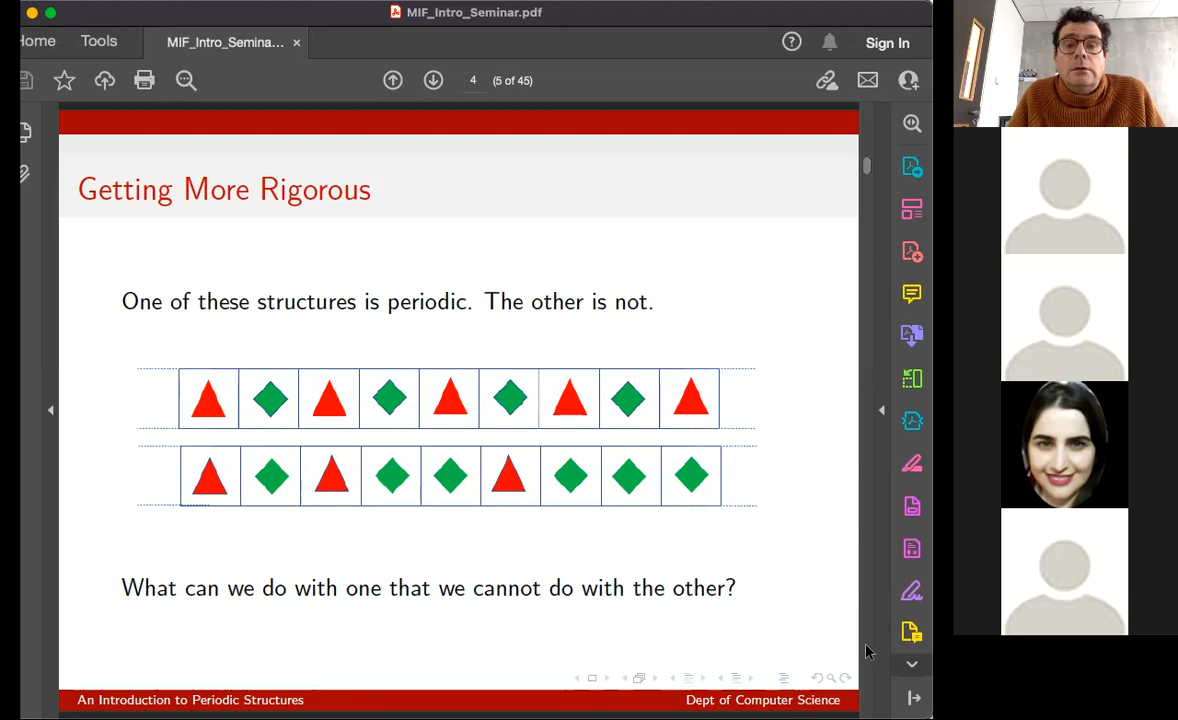 MIF_Intro_Seminar.pdf
Home Tools MIF_Intro_Semina... × Sign In
4 (5 of 45)
Getting More Rigorous
One of these structures is periodic. The other is not.
What can we do with one that we cannot do with the other?
An Introduction to Periodic Structures Dept of Computer Science